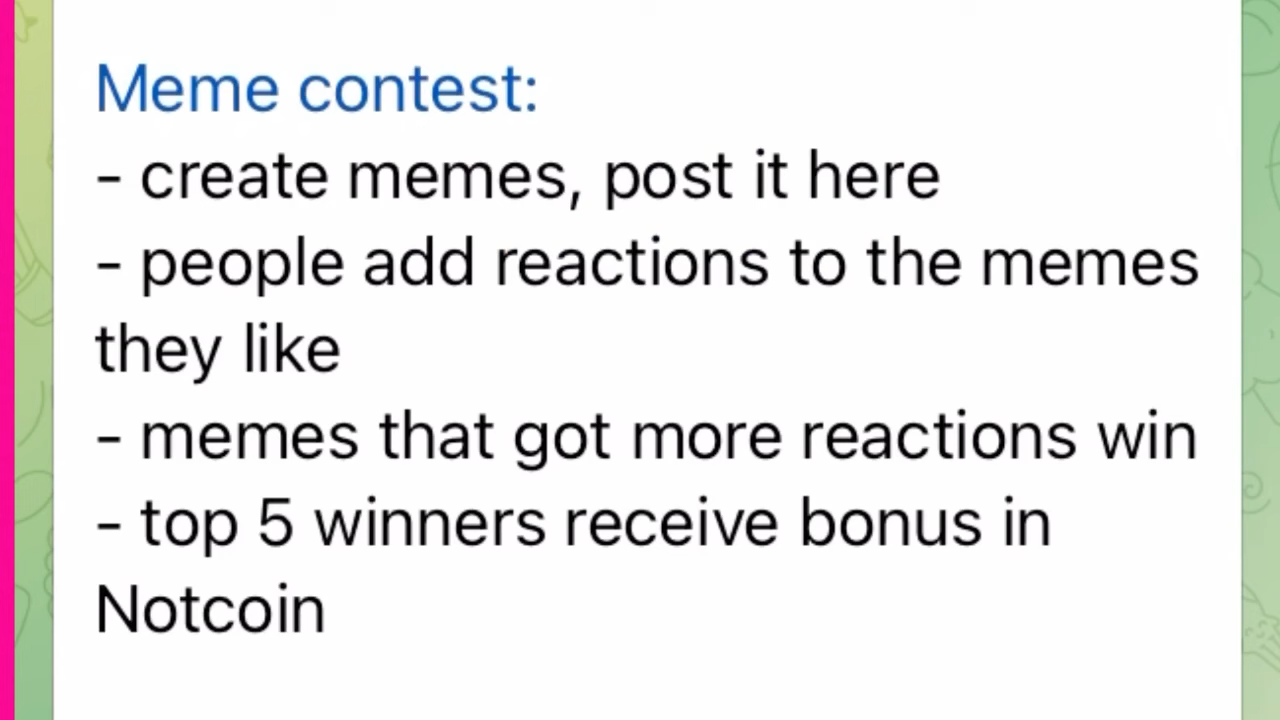 Meme contest:
- create memes, post it here
- people add reactions to the memes
they like
- memes that got more reactions win
- top 5 winners receive bonus in
Notcoin